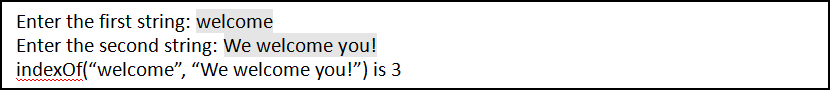 Enter the first string: welcome
Enter the second string: We welcome you!
indexOf(“welcome”, “We welcome you!”) is 3